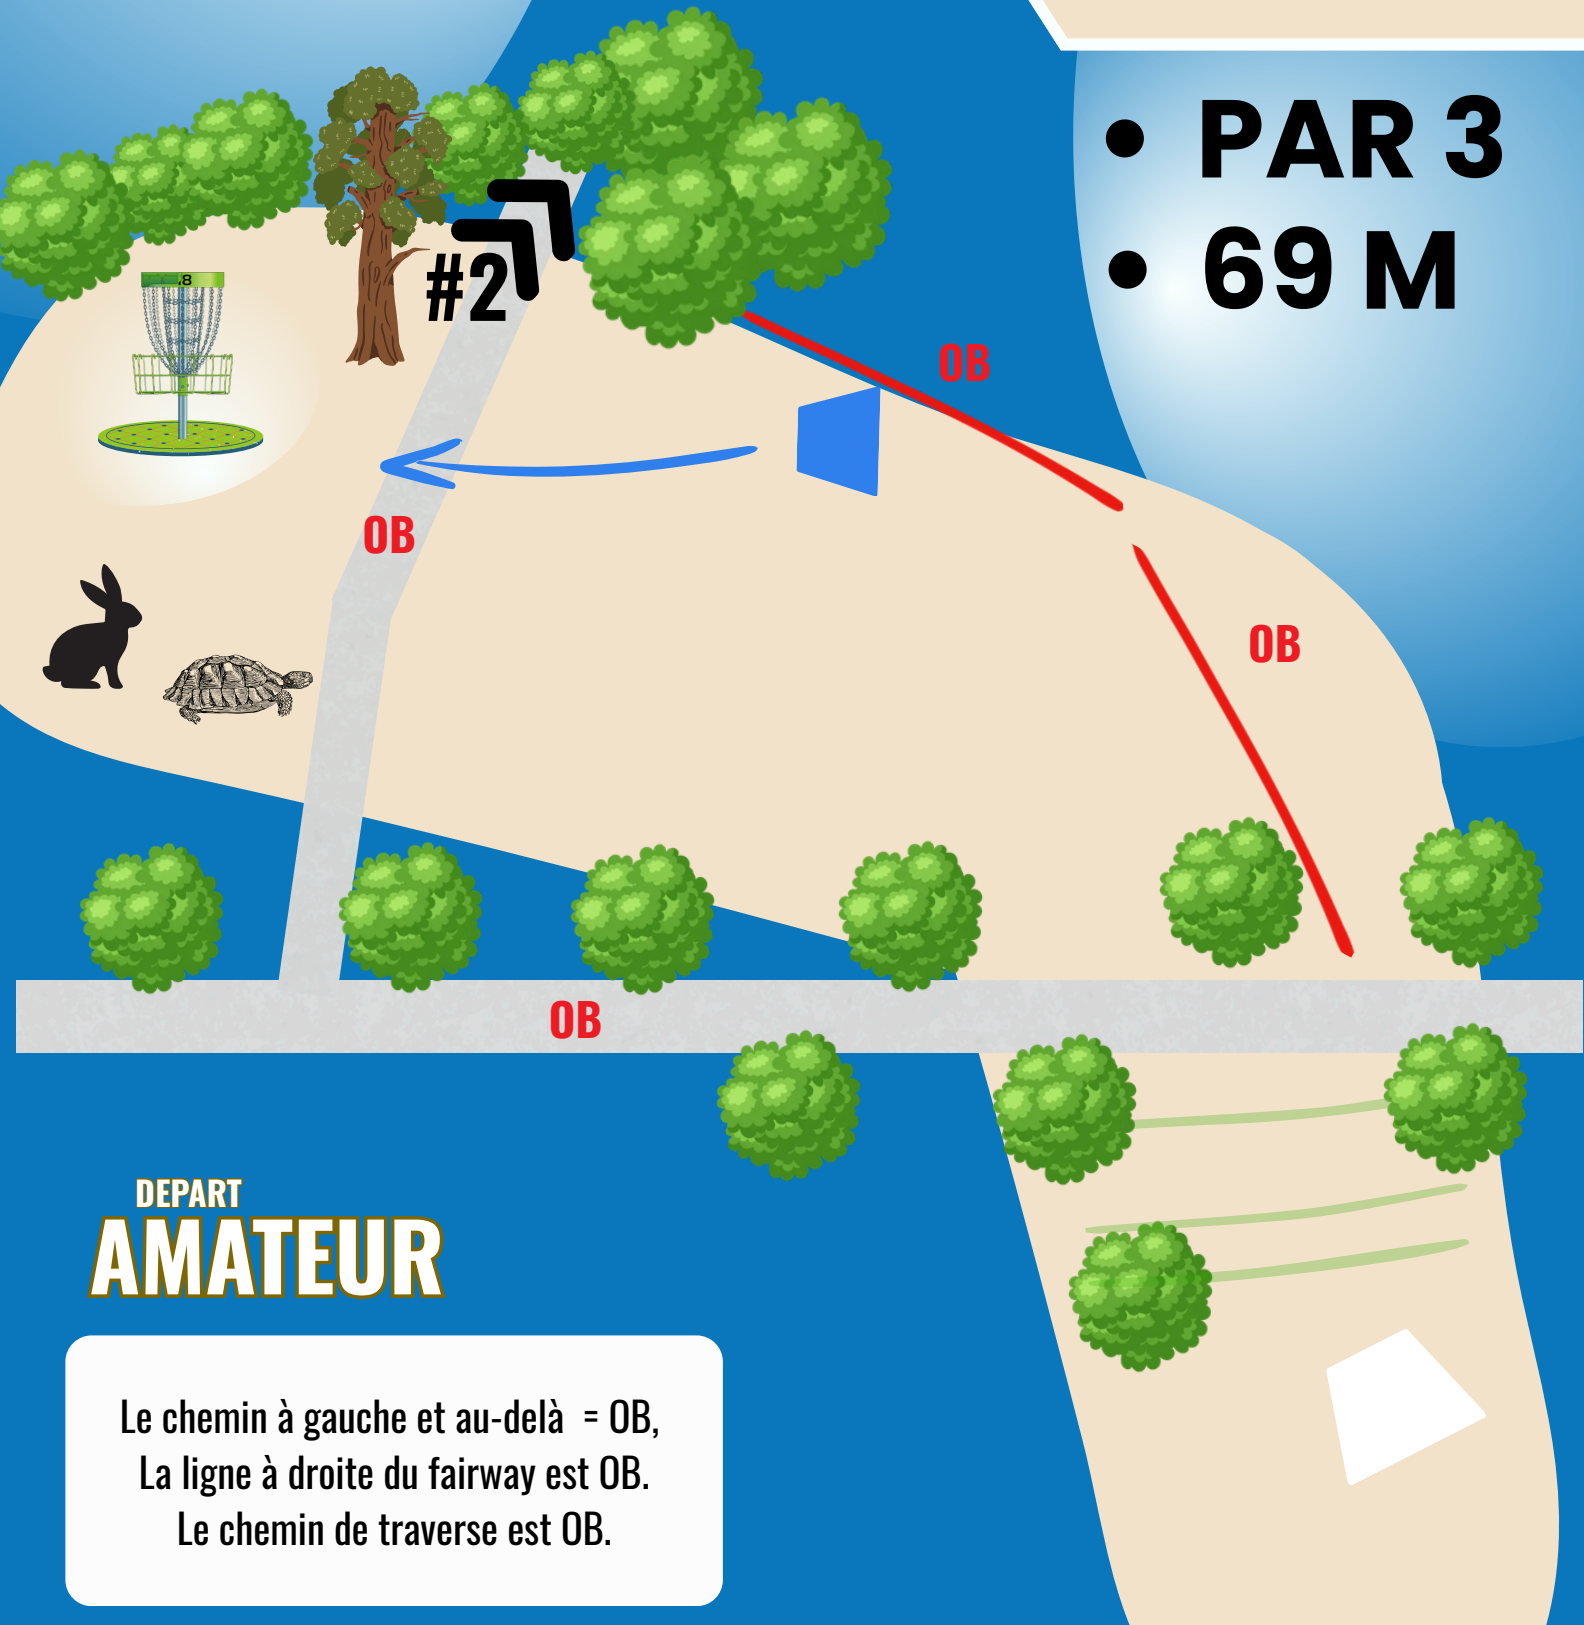 PAR 3
69 M
8
#2
OB
OB
OB
OB
DEPART
AMATEUR
Le chemin à gauche et au-delà = OB,
La ligne à droite du fairway est OB.
Le chemin de traverse est OB.